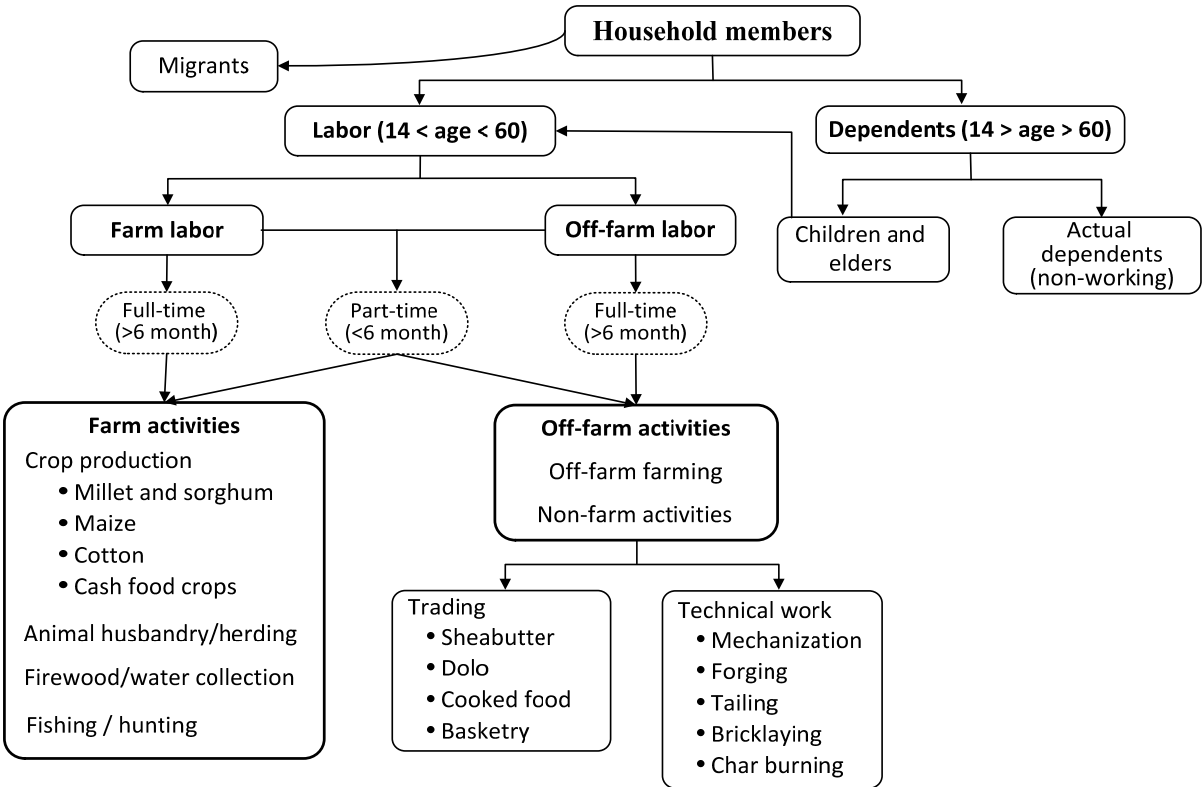 Household members
Migrants
Labor (14 < age < 60)
Dependents (14 > age > 60)
Farm labor
Off-farm labor
Children and
elders
Actual
dependents
(non-working)
Full-time
(>6 month)
Part-time
(<6 month)
Full-time
(>6 month)
Farm activities
Crop production
• Millet and sorghum
• Maize
• Cotton
• Cash food crops
Animal husbandry/herding
Firewood/water collection
Fishing / hunting
Off-farm activities
Off-farm farming
Non-farm activities
Trading
• Sheabutter
• Dolo
• Cooked food
• Basketry
Technical work
• Mechanization
• Forging
• Tailing
• Bricklaying
• Char burning